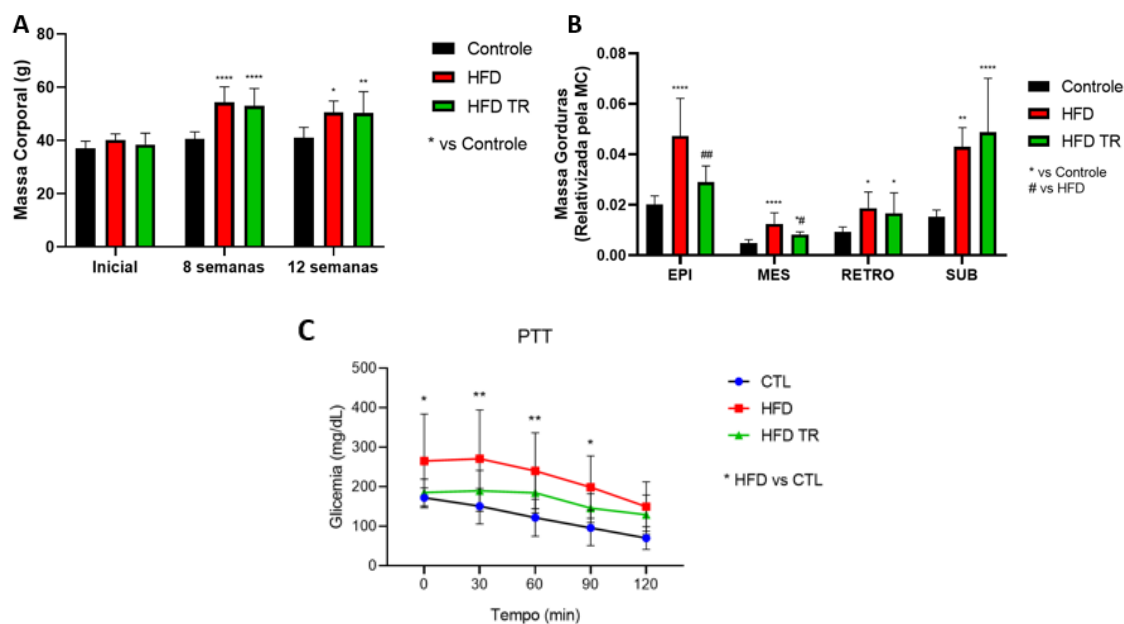 A
Massa Corporal (g)
80
60
40
20
0
**** ****
* **
Inicial 8 semanas 12 semanas
Controle
HFD
HFD TR
* vs Controle
B
Massa Gorduras
(Relativizada pela MC)
0.08
0.06
0.04
0.02
0.00
****
##
****
*#
* *
**
****
EPI MES RETRO SUB
Controle
HFD
HFD TR
* vs Controle
# vs HFD
C
PTT
Glicemia (mg/dL)
500
400
300
200
100
0
* ** ** *
0 30 60 90 120
Tempo (min)
CTL
HFD
HFD TR
* HFD vs CTL